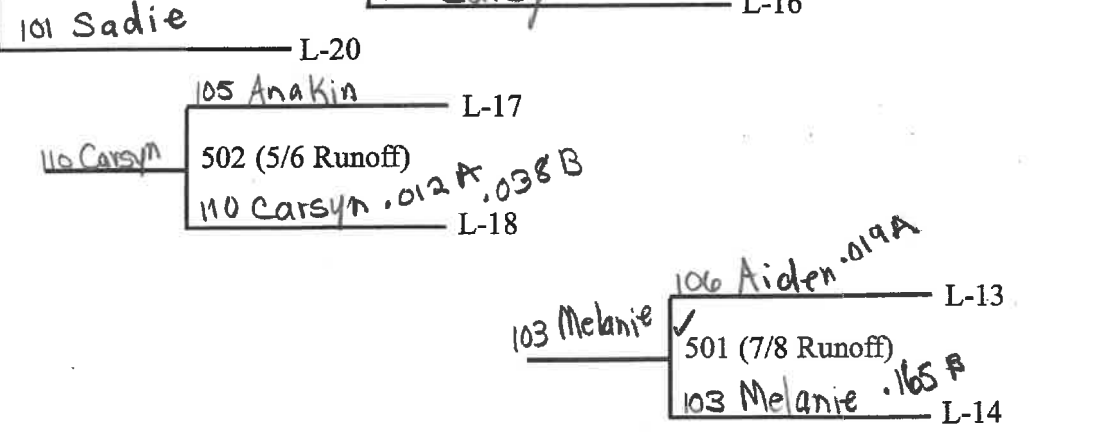 L-16
101 Sadie
L-20
105 Anakin
L-17
110 Carsyn
502 (5/6 Runoff)
110 Carsyn .012 A .038 B
L-18
106 Aiden .019A
L-13
103 Melanie
✓
501 (7/8 Runoff)
103 Melanie .165 B
L-14